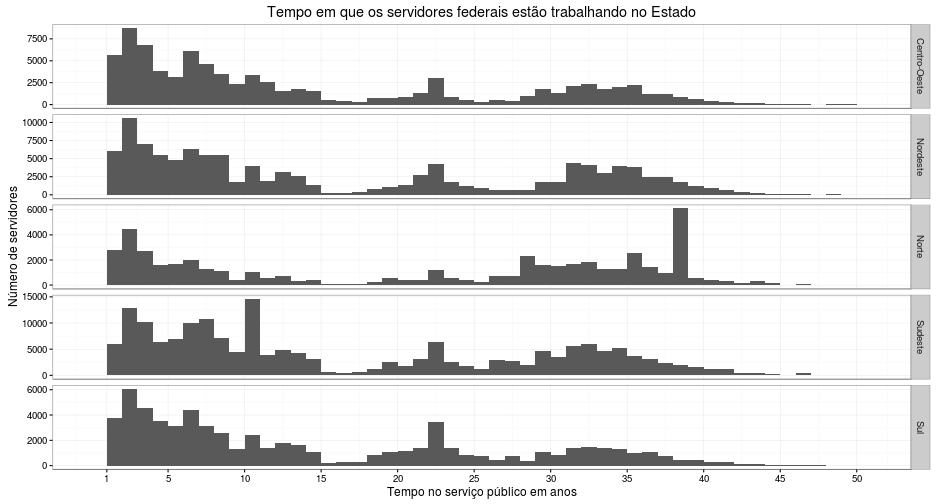 Tempo em que os servidores federais estão trabalhando no Estado
Número de servidores
7500
5000
2500
0
Centro-Oeste
10000
7500
5000
2500
0
Nordeste
6000
4000
2000
0
Norte
15000
10000
5000
0
Sudeste
6000
4000
2000
0
Sul
1 5 10 15 20 25 30 35 40 45 50
Tempo no serviço público em anos